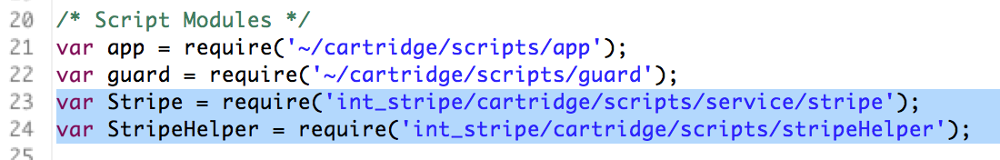 20 /* Script Modules */
21 var app = require('~/cartridge/scripts/app');
22 var guard = require('~/cartridge/scripts/guard');
23 var Stripe = require('int_stripe/cartridge/scripts/service/stripe');
24 var StripeHelper = require('int_stripe/cartridge/scripts/stripeHelper');
25